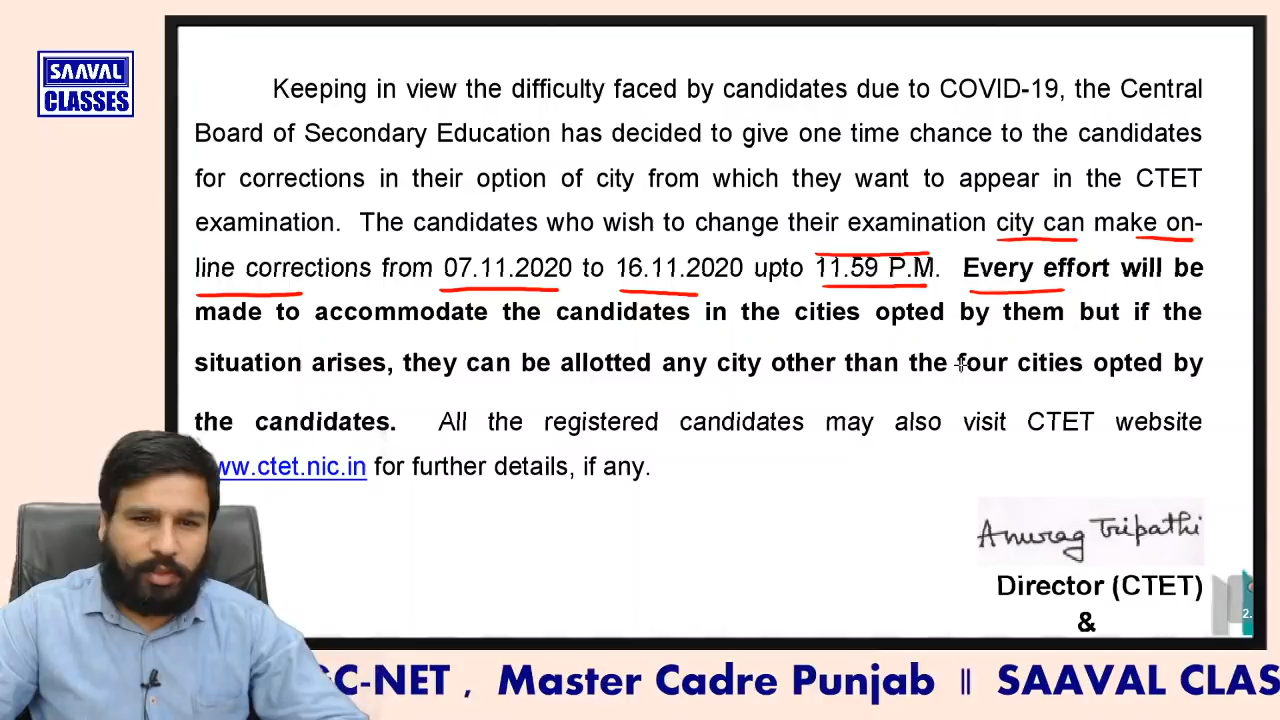 SAAVAL
CLASSES
Keeping in view the difficulty faced by candidates due to COVID-19, the Central
Board of Secondary Education has decided to give one time chance to the candidates
for corrections in their option of city from which they want to appear in the CTET
examination. The candidates who wish to change their examination city can make on-
line corrections from 07.11.2020 to 16.11.2020 upto 11.59 P.M. Every effort will be
made to accommodate the candidates in the cities opted by them but if the
situation arises, they can be allotted any city other than the four cities opted by
the candidates. All the registered candidates may also visit CTET website
ww.ctet.nic.in for further details, if any.
Anurag Tripathi
Director (CTET)
&
2.
GC-NET , Master Cadre Punjab || SAAVAL CLAS